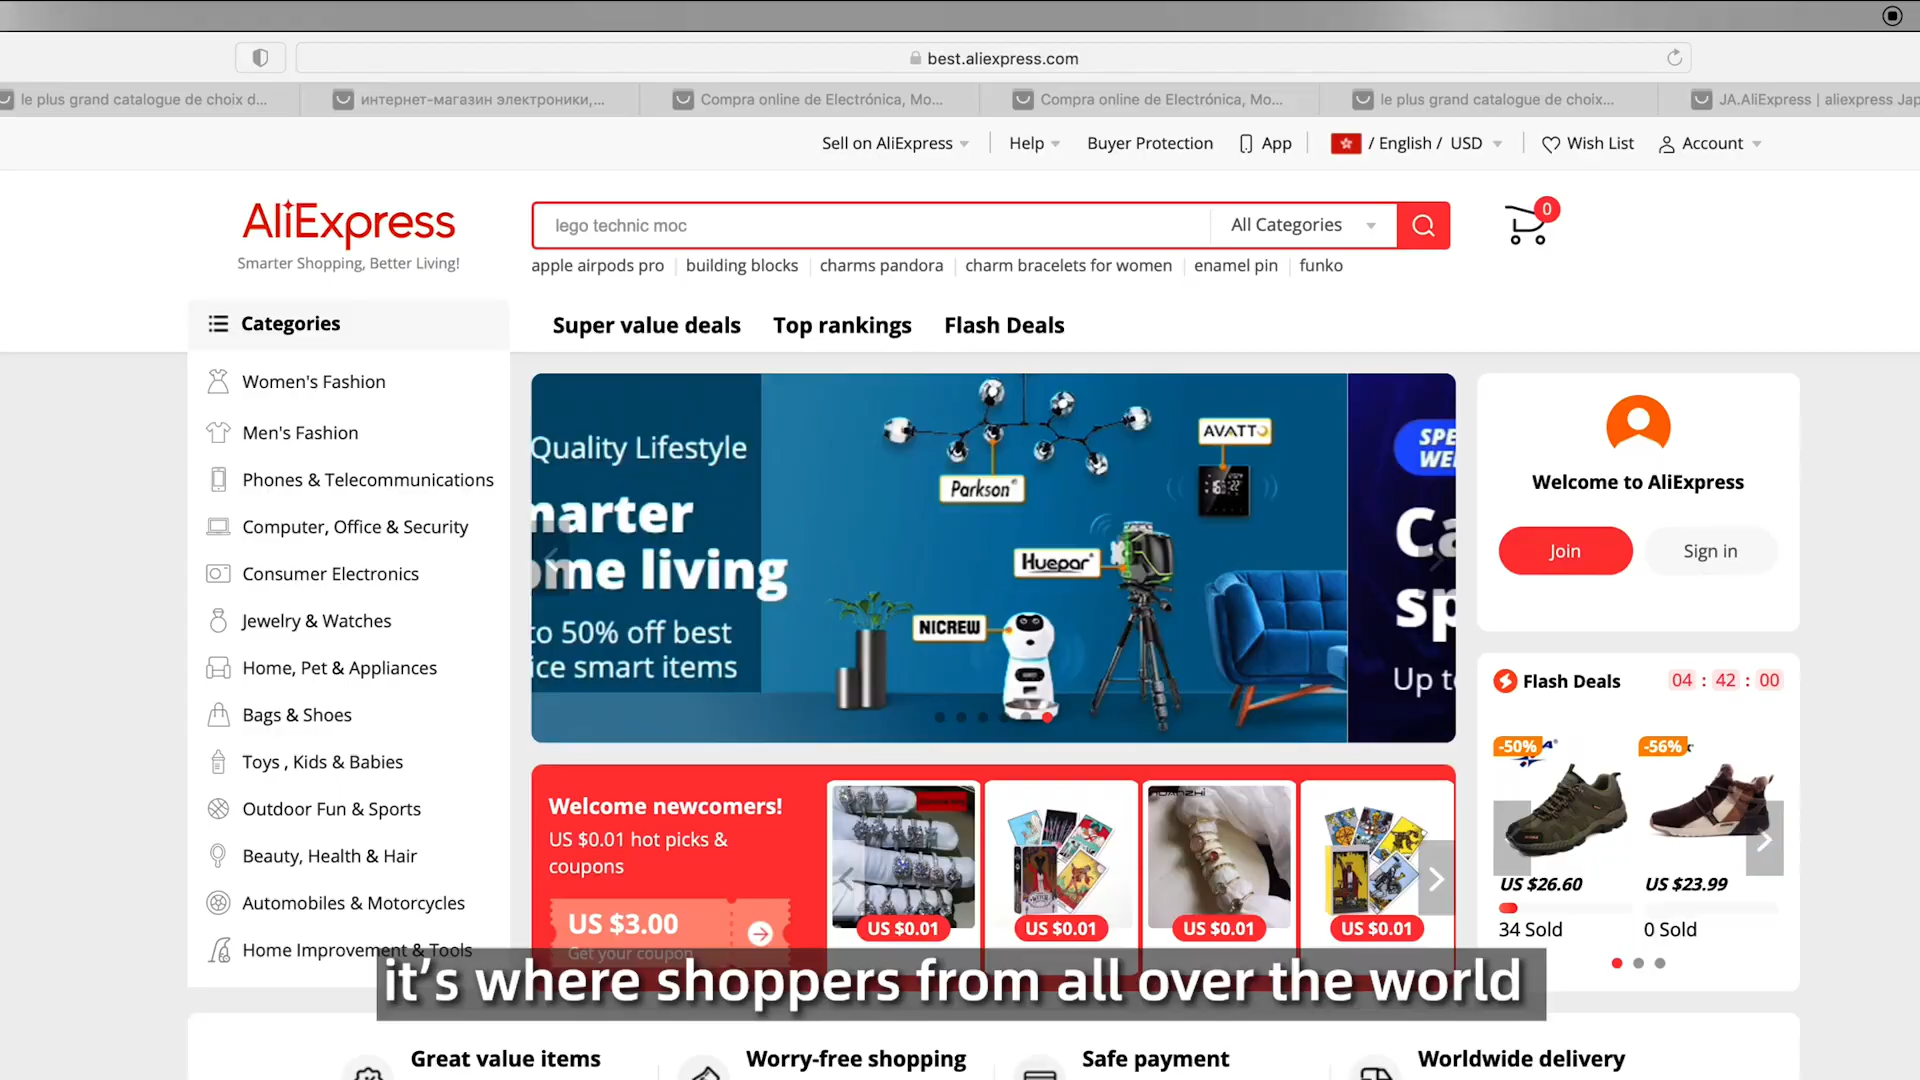 best.aliexpress.com
le plus grand catalogue de choix d...
интернет-магазин электроники,...
Compra online de Electrónica, Mo...
Compra online de Electrónica, Mo...
le plus grand catalogue de choix...
JA.AliExpress | aliexpress Jap
Sell on AliExpress
Help
Buyer Protection
App
/ English / USD
Wish List
Account
AliExpress
Smarter Shopping, Better Living!
lego technic moc
All Categories
0
apple airpods pro
building blocks
charms pandora
charm bracelets for women
enamel pin
funko
Categories
Super value deals
Top rankings
Flash Deals
Women's Fashion
Men's Fashion
Phones & Telecommunications
Computer, Office & Security
Consumer Electronics
Jewelry & Watches
Home, Pet & Appliances
Bags & Shoes
Toys , Kids & Babies
Outdoor Fun & Sports
Beauty, Health & Hair
Automobiles & Motorcycles
Home Improvement & Tools
Quality Lifestyle
marter
ome living
to 50% off best
ice smart items
Parkson
AVATTO
Huepar
NICREW
SPE
WEE
Ca
sp
Up to
Welcome to AliExpress
Join
Sign in
Flash Deals
04 : 42 : 00
-50%
-56%
US $26.60
US $23.99
34 Sold
0 Sold
Welcome newcomers!
US $0.01 hot picks &
coupons
US $3.00
Get your coupon
US $0.01
US $0.01
US $0.01
US $0.01
it's where shoppers from all over the world
Great value items
Worry-free shopping
Safe payment
Worldwide delivery